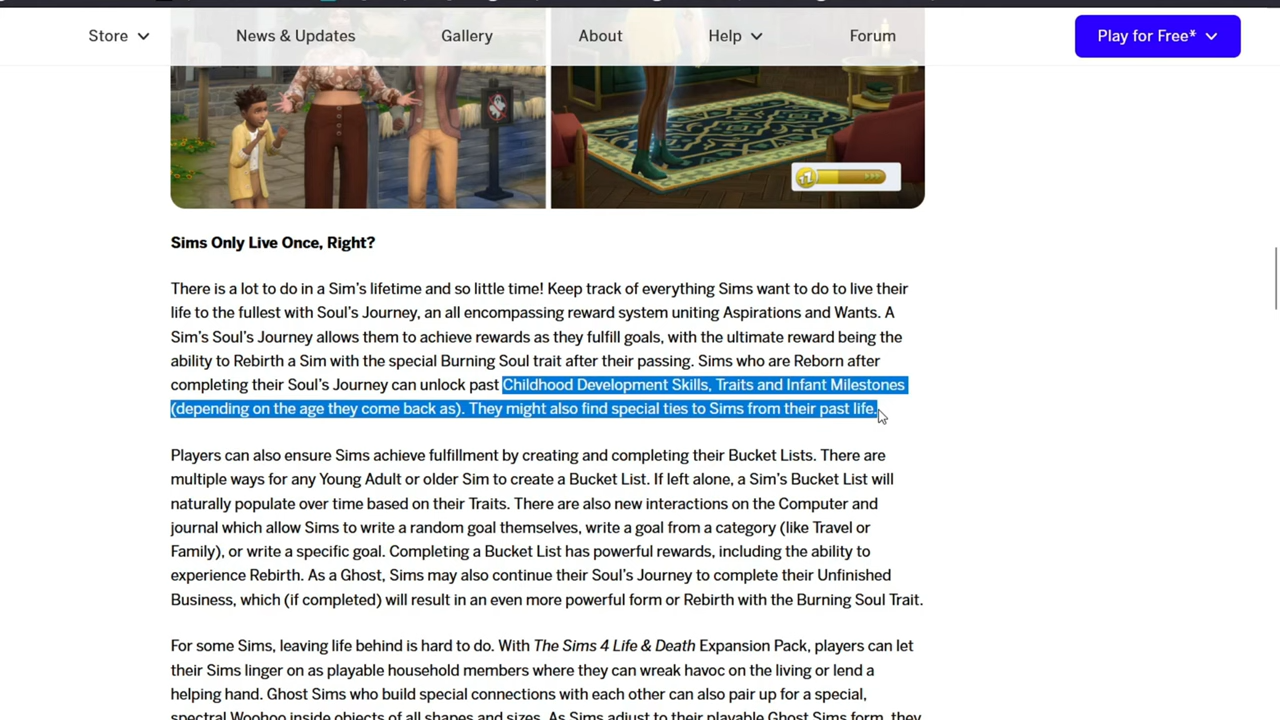 Store News & Updates Gallery About Help Forum Play for Free*
Sims Only Live Once, Right?
There is a lot to do in a Sim's lifetime and so little time! Keep track of everything Sims want to do to live their
life to the fullest with Soul's Journey, an all encompassing reward system uniting Aspirations and Wants. A
Sim's Soul's Journey allows them to achieve rewards as they fulfill goals, with the ultimate reward being the
ability to Rebirth a Sim with the special Burning Soul trait after their passing. Sims who are Reborn after
completing their Soul's Journey can unlock past Childhood Development Skills, Traits and Infant Milestones
(depending on the age they come back as). They might also find special ties to Sims from their past life.
Players can also ensure Sims achieve fulfillment by creating and completing their Bucket Lists. There are
multiple ways for any Young Adult or older Sim to create a Bucket List. If left alone, a Sim's Bucket List will
naturally populate over time based on their Traits. There are also new interactions on the Computer and
journal which allow Sims to write a random goal themselves, write a goal from a category (like Travel or
Family), or write a specific goal. Completing a Bucket List has powerful rewards, including the ability to
experience Rebirth. As a Ghost, Sims may also continue their Soul's Journey to complete their Unfinished
Business, which (if completed) will result in an even more powerful form or Rebirth with the Burning Soul Trait.
For some Sims, leaving life behind is hard to do. With The Sims 4 Life & Death Expansion Pack, players can let
their Sims linger on as playable household members where they can wreak havoc on the living or lend a
helping hand. Ghost Sims who build special connections with each other can also pair up for a special,
spectral Woohoo inside objects of all shapes and sizes. As Sims adjust to their playable Ghost Sims form, they